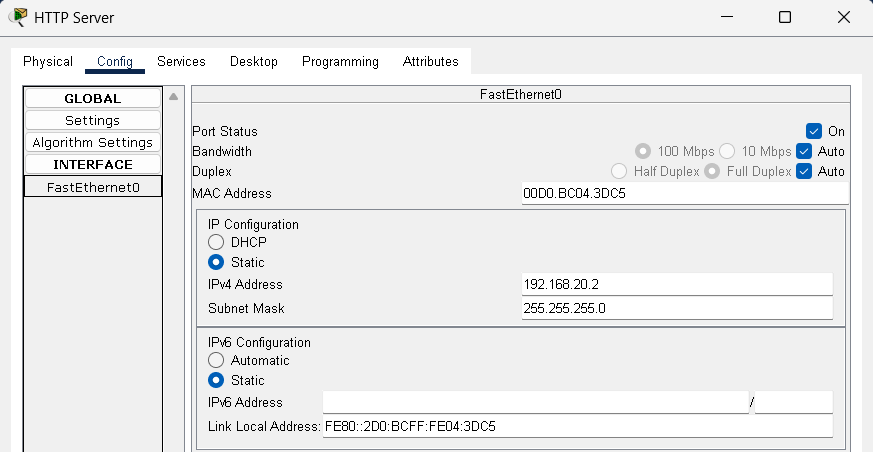 HTTP Server
Physical Config Services Desktop Programming Attributes
GLOBAL
Settings
Algorithm Settings
INTERFACE
FastEthernet0
FastEthernet0
Port Status On
Bandwidth 100 Mbps 10 Mbps Auto
Duplex Half Duplex Full Duplex Auto
MAC Address 00D0.BC04.3DC5
IP Configuration
DHCP
Static
IPv4 Address 192.168.20.2
Subnet Mask 255.255.255.0
IPv6 Configuration
Automatic
Static
IPv6 Address /
Link Local Address: FE80::2D0:BCFF:FE04:3DC5